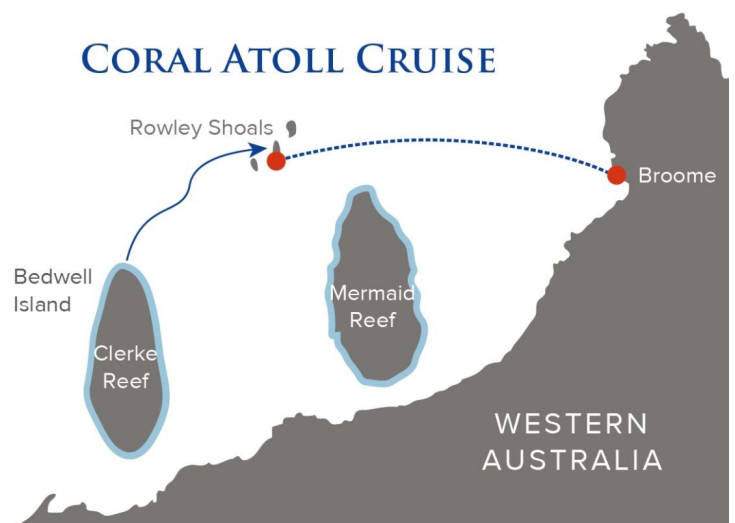 CORAL ATOLL CRUISE
Rowley Shoals
Broome
Bedwell
Island
Mermaid
Reef
Clerke
Reef
WESTERN
AUSTRALIA